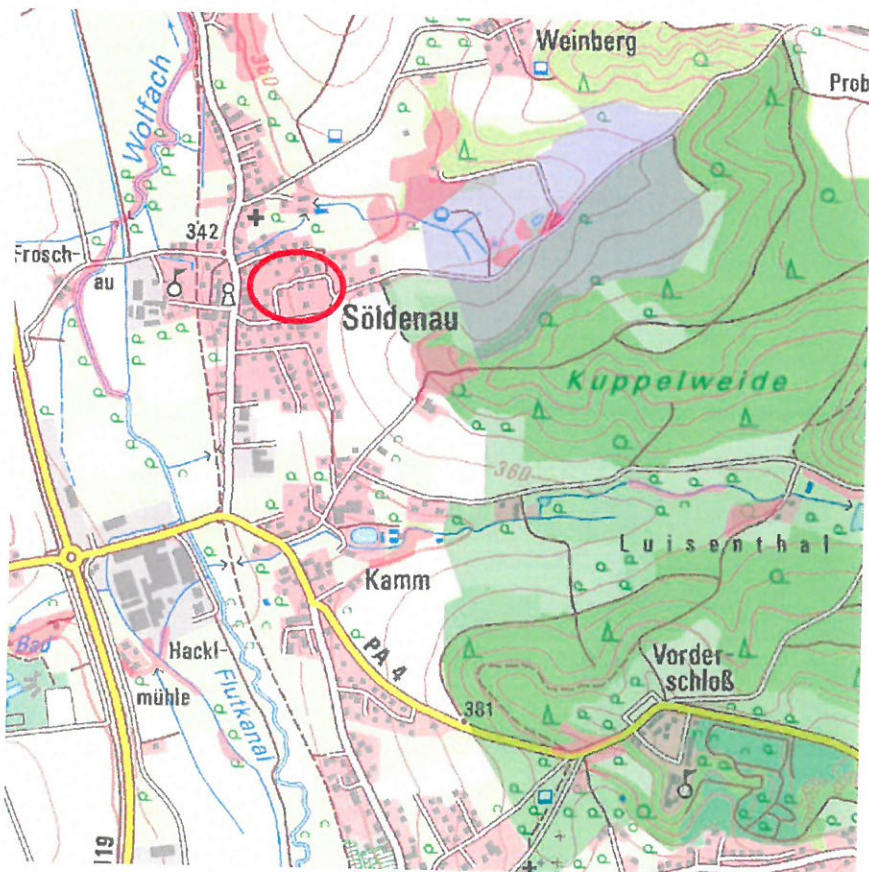 Weinberg
Prob
Wolfach
360
342
Frosch-
au
Söldenau
Kuppelweide
360
Luisenthal
Kamm
PA 4
Bad
Hackl-
mühle
Flutkanal
Vorder-
schloß
381